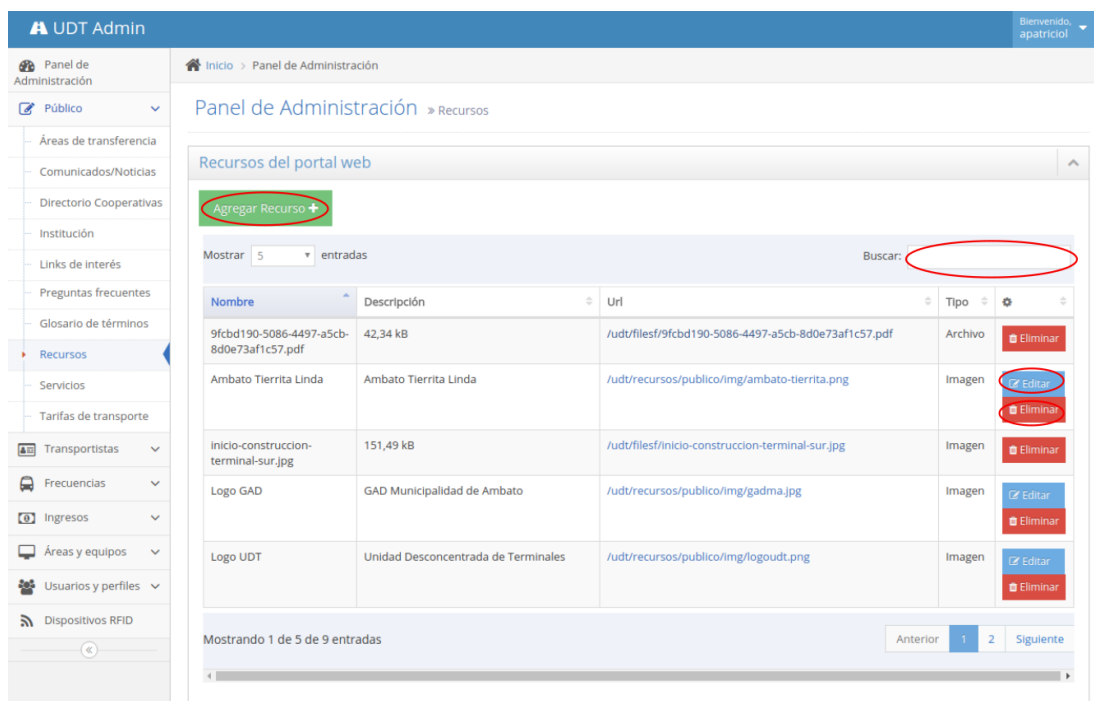 UDT Admin
Bienvenido,
apatriciol
Panel de
Administración
Público
Áreas de transferencia
Comunicados/Noticias
Directorio Cooperativas
Institución
Links de interés
Preguntas frecuentes
Glosario de términos
Recursos
Servicios
Tarifas de transporte
Transportistas
Frecuencias
Ingresos
Áreas y equipos
Usuarios y perfiles
Dispositivos RFID
Inicio > Panel de Administración
Panel de Administración » Recursos
Recursos del portal web
Agregar Recurso +
Mostrar 5 entradas
Buscar:
Nombre Descripción Url Tipo
9fcbd190-5086-4497-a5cb- 42,34 kB /udt/filesf/9fcbd190-5086-4497-a5cb-8d0e73af1c57.pdf Archivo Eliminar
8d0e73af1c57.pdf
Ambato Tierrita Linda Ambato Tierrita Linda /udt/recursos/publico/img/ambato-tierrita.png Imagen Editar
Eliminar
inicio-construccion- 151,49 kB /udt/filesf/inicio-construccion-terminal-sur.jpg Imagen Eliminar
terminal-sur.jpg
Logo GAD GAD Municipalidad de Ambato /udt/recursos/publico/img/gadma.jpg Imagen Editar
Eliminar
Logo UDT Unidad Desconcentrada de Terminales /udt/recursos/publico/img/logoudt.png Imagen Editar
Eliminar
Mostrando 1 de 5 de 9 entradas
Anterior 1 2 Siguiente